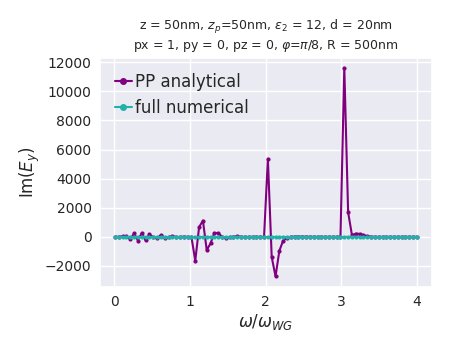 z = 50nm, z_p=50nm, ε_2 = 12, d = 20nm
px = 1, py = 0, pz = 0, φ=π/8, R = 500nm
12000
10000
8000
6000
4000
2000
0
−2000
Im(E_y)
PP analytical
full numerical
0 1 2 3 4
ω/ω_WG